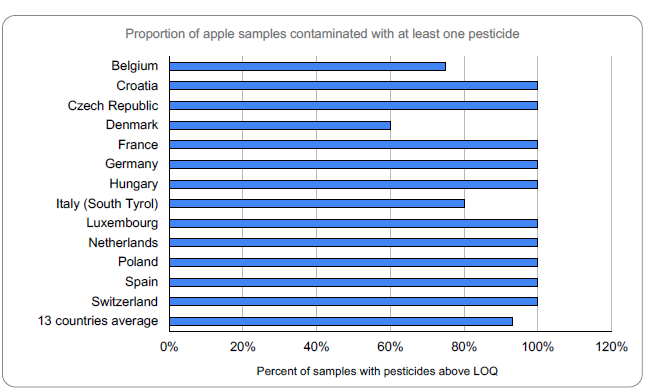 Proportion of apple samples contaminated with at least one pesticide
Belgium
Croatia
Czech Republic
Denmark
France
Germany
Hungary
Italy (South Tyrol)
Luxembourg
Netherlands
Poland
Spain
Switzerland
13 countries average
0% 20% 40% 60% 80% 100% 120%
Percent of samples with pesticides above LOQ